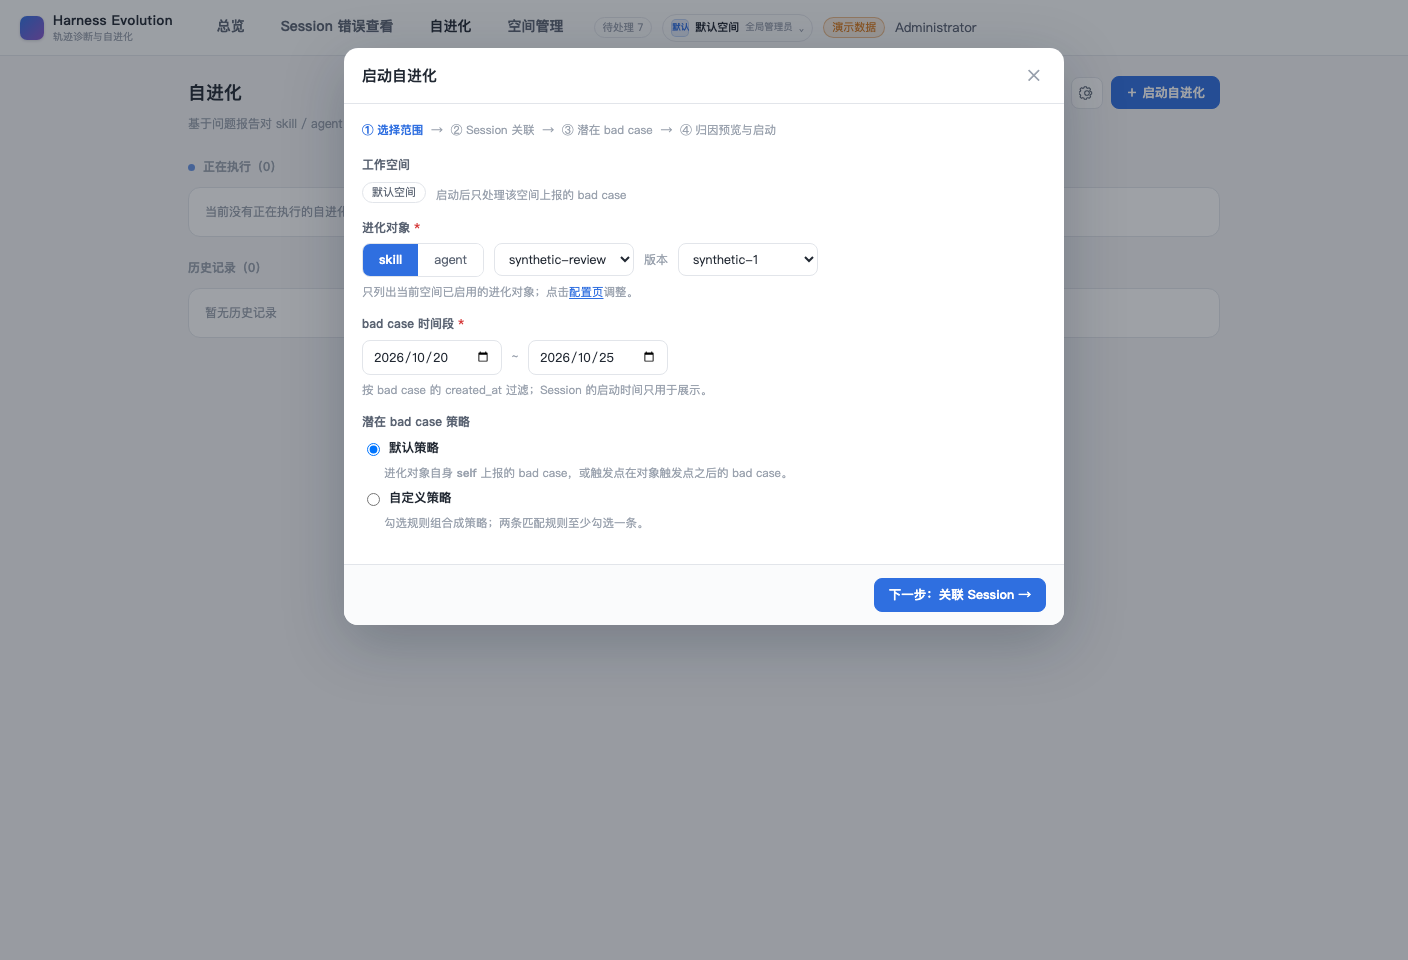 Harness Evolution
轨迹诊断与自进化
总览
Session 错误查看
自进化
空间管理
待处理 7
默认
默认空间
全局管理员
演示数据
Administrator
自进化
基于问题报告对 skill / agent
+ 启动自进化
正在执行（0）
当前没有正在执行的自进化
历史记录（0）
暂无历史记录
启动自进化
① 选择范围 → ② Session 关联 → ③ 潜在 bad case → ④ 归因预览与启动
工作空间
默认空间 启动后只处理该空间上报的 bad case
进化对象 *
skill agent synthetic-review 版本 synthetic-1
只列出当前空间已启用的进化对象；点击配置页调整。
bad case 时间段 *
2026/10/20 ~ 2026/10/25
按 bad case 的 created_at 过滤；Session 的启动时间只用于展示。
潜在 bad case 策略
默认策略
进化对象自身 self 上报的 bad case，或触发点在对象触发点之后的 bad case。
自定义策略
勾选规则组合成策略；两条匹配规则至少勾选一条。
下一步：关联 Session →